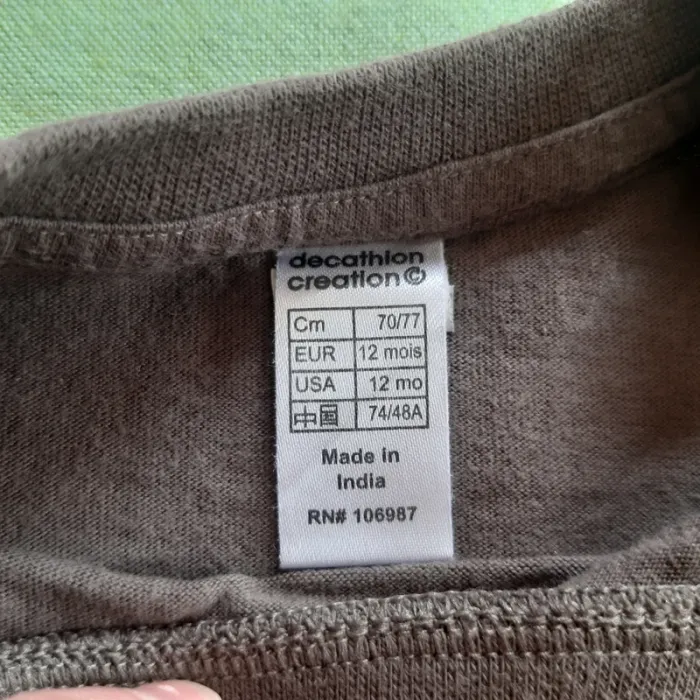 decathlon
creation©
Cm 70/77
EUR 12 mois
USA 12 mo
中国 74/48A
Made in
India
RN# 106987